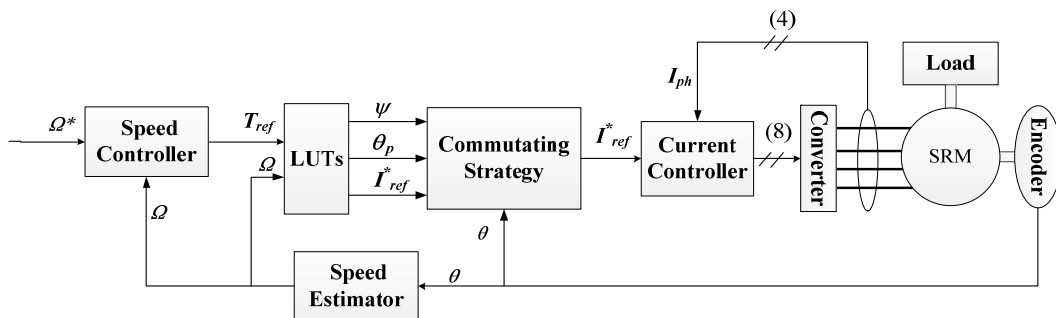 (4)
Load
I_ph
Encoder
Ω*
Speed
Controller
T_ref
Ω
LUTs
ψ
θ_p
I*_ref
Commutating
Strategy
I*_ref
Current
Controller
(8)
Converter
SRM
Ω
θ
Speed
Estimator
θ